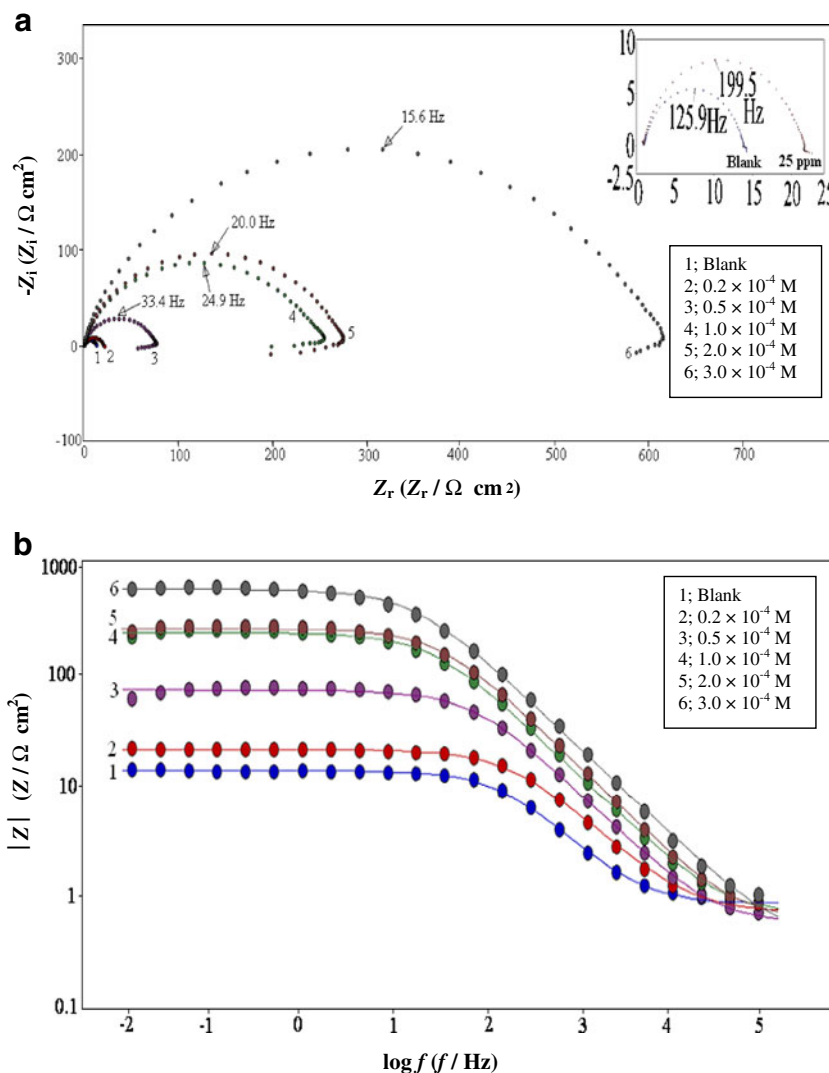 a
300
200
100
0
-100
-Zi (Zi / Ω cm²)
15.6 Hz
20.0 Hz
24.9 Hz
33.4 Hz
1 2 3 4 5 6
0 100 200 300 400 500 600 700
Zr (Zr / Ω cm²)
10
5
0
-2.5
199.5 Hz
125.9Hz
Blank 25 ppm
0 5 10 15 20 25
1; Blank
2; 0.2 × 10⁻⁴ M
3; 0.5 × 10⁻⁴ M
4; 1.0 × 10⁻⁴ M
5; 2.0 × 10⁻⁴ M
6; 3.0 × 10⁻⁴ M
b
1000
100
10
1
0.1
|Z| (Z / Ω cm²)
6
5
4
3
2
1
1; Blank
2; 0.2 × 10⁻⁴ M
3; 0.5 × 10⁻⁴ M
4; 1.0 × 10⁻⁴ M
5; 2.0 × 10⁻⁴ M
6; 3.0 × 10⁻⁴ M
-2 -1 0 1 2 3 4 5
log f (f / Hz)